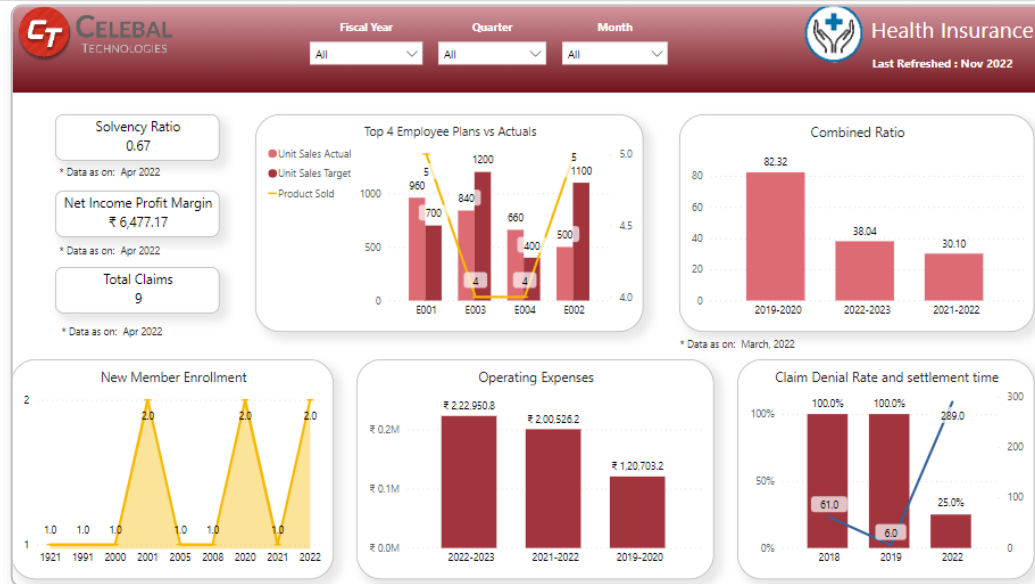 CT CELEBAL
TECHNOLOGIES
Fiscal Year
Quarter
Month
All
All
All
Health Insurance
Last Refreshed : Nov 2022
Solvency Ratio
0.67
* Data as on: Apr 2022
Net Income Profit Margin
₹ 6,477.17
* Data as on: Apr 2022
Total Claims
9
* Data as on: Apr 2022
Top 4 Employee Plans vs Actuals
Unit Sales Actual
Unit Sales Target
Product Sold
1000
500
0
5.0
4.5
4.0
960
700
5
840
1200
4
660
400
4
500
1100
5
E001
E003
E004
E002
Combined Ratio
80
60
40
20
0
82.32
38.04
30.10
2019-2020
2022-2023
2021-2022
* Data as on: March, 2022
New Member Enrollment
2
1
1.0
1.0
1.0
2.0
1.0
1.0
2.0
1.0
2.0
1921
1991
2000
2001
2005
2008
2020
2021
2022
Operating Expenses
₹ 0.2M
₹ 0.1M
₹ 0.0M
₹ 2,22,950.8
₹ 2,00,526.2
₹ 1,20,703.2
2022-2023
2021-2022
2019-2020
Claim Denial Rate and settlement time
100%
50%
0%
300
200
100
0
100.0%
100.0%
25.0%
61.0
6.0
289.0
2018
2019
2022